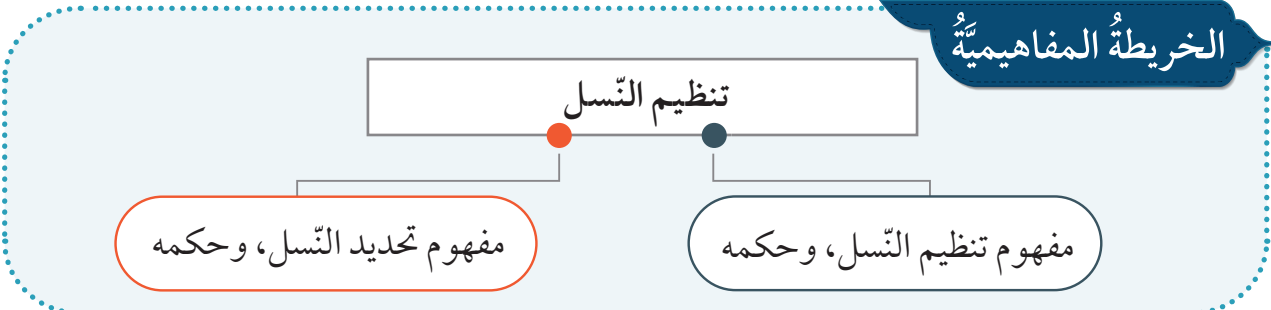 الخريطةُ المفاهيميَّةُ
تنظيم النّسل
مفهوم تنظيم النّسل، وحكمه
مفهوم تحديد النّسل، وحكمه